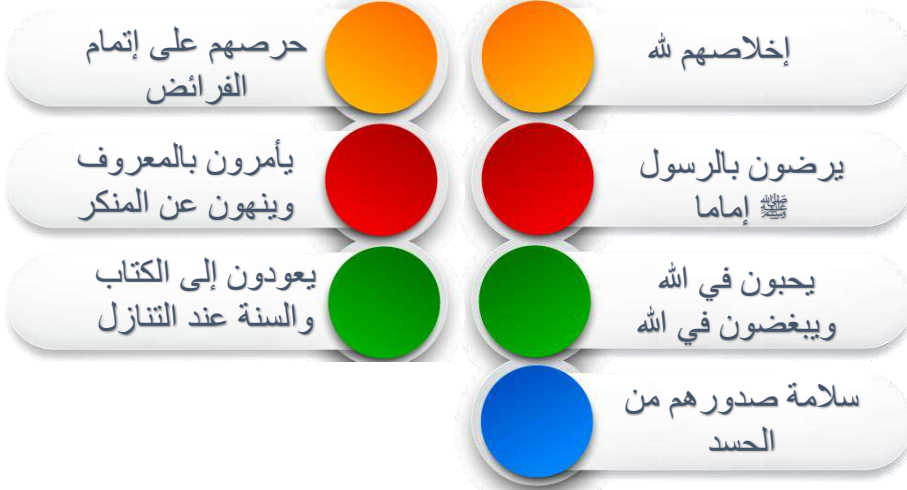 إخلاصهم لله
يرضون بالرسول
ﷺ إماما
يحبون في الله
ويبغضون في الله
سلامة صدورهم من
الحسد
حرصهم على إتمام
الفرائض
يأمرون بالمعروف
وينهون عن المنكر
يعودون إلى الكتاب
والسنة عند التنازل